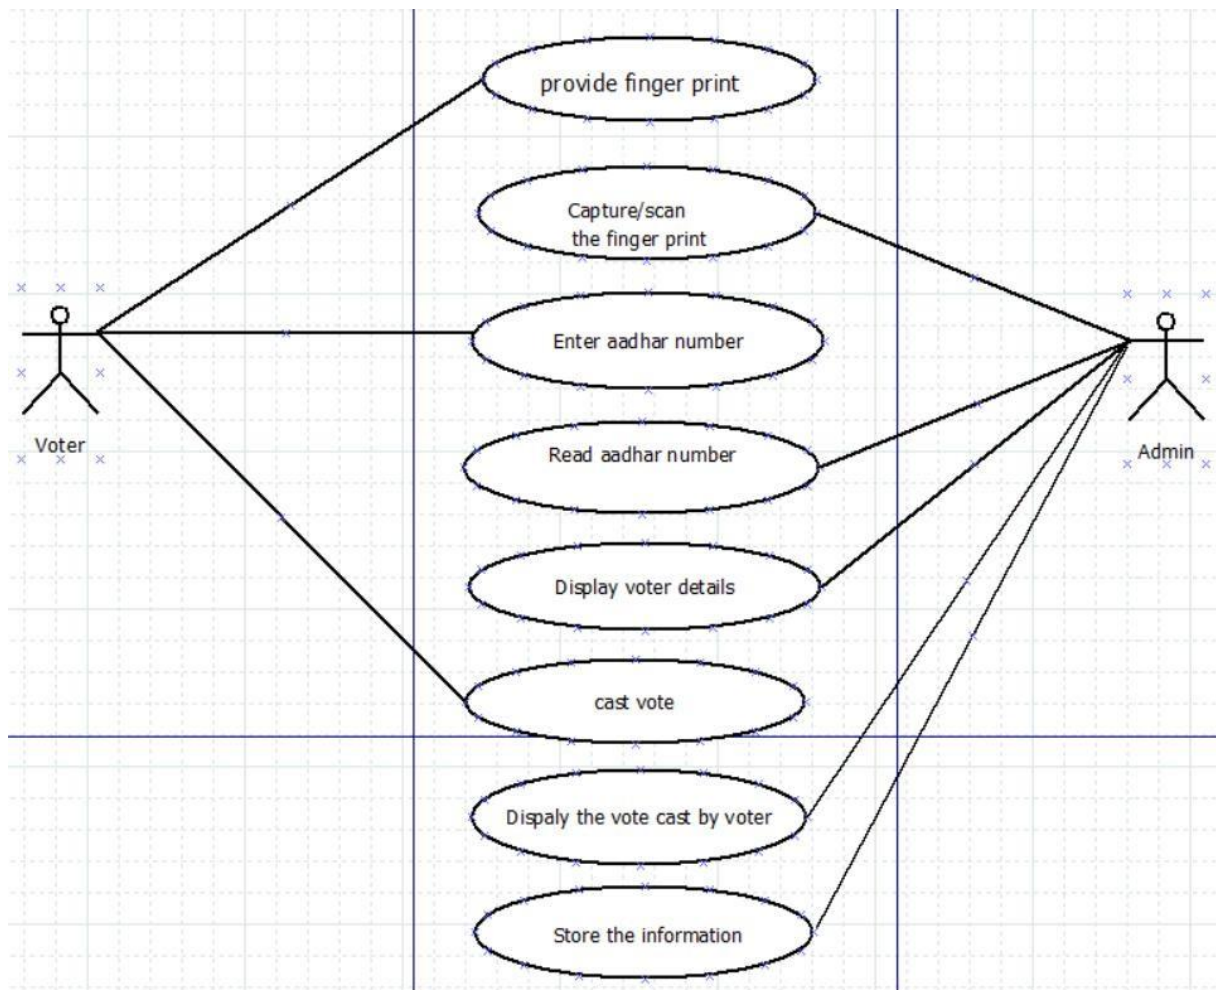 provide finger print
Capture/scan
the finger print
Enter aadhar number
Voter
Read aadhar number
Admin
Display voter details
cast vote
Dispaly the vote cast by voter
Store the information